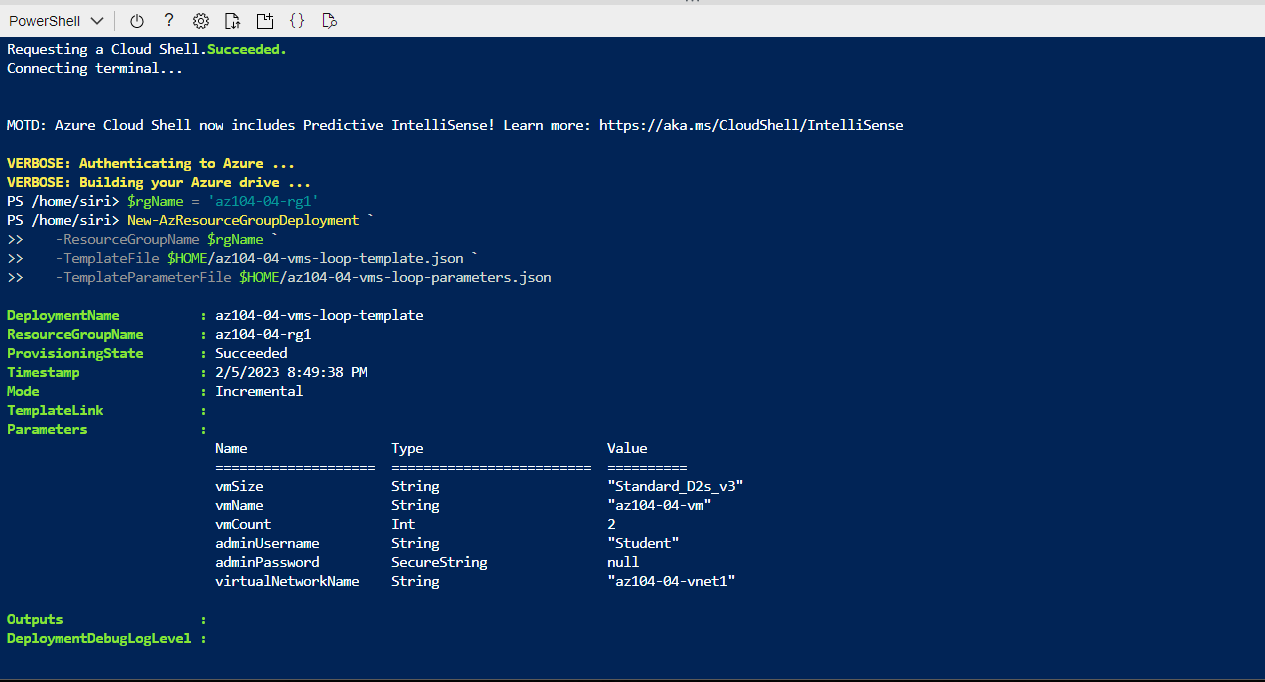 PowerShell
Requesting a Cloud Shell.Succeeded.
Connecting terminal...
MOTD: Azure Cloud Shell now includes Predictive IntelliSense! Learn more: https://aka.ms/CloudShell/IntelliSense
VERBOSE: Authenticating to Azure ...
VERBOSE: Building your Azure drive ...
PS /home/siri> $rgName = 'az104-04-rg1'
PS /home/siri> New-AzResourceGroupDeployment `
>>    -ResourceGroupName $rgName `
>>    -TemplateFile $HOME/az104-04-vms-loop-template.json `
>>    -TemplateParameterFile $HOME/az104-04-vms-loop-parameters.json
DeploymentName          : az104-04-vms-loop-template
ResourceGroupName       : az104-04-rg1
ProvisioningState       : Succeeded
Timestamp               : 2/5/2023 8:49:38 PM
Mode                    : Incremental
TemplateLink            :
Parameters              :
                          Name                  Type                       Value
                          ====================  =========================  ==========
                          vmSize                String                     "Standard_D2s_v3"
                          vmName                String                     "az104-04-vm"
                          vmCount               Int                        2
                          adminUsername         String                     "Student"
                          adminPassword         SecureString               null
                          virtualNetworkName    String                     "az104-04-vnet1"
Outputs                 :
DeploymentDebugLogLevel :